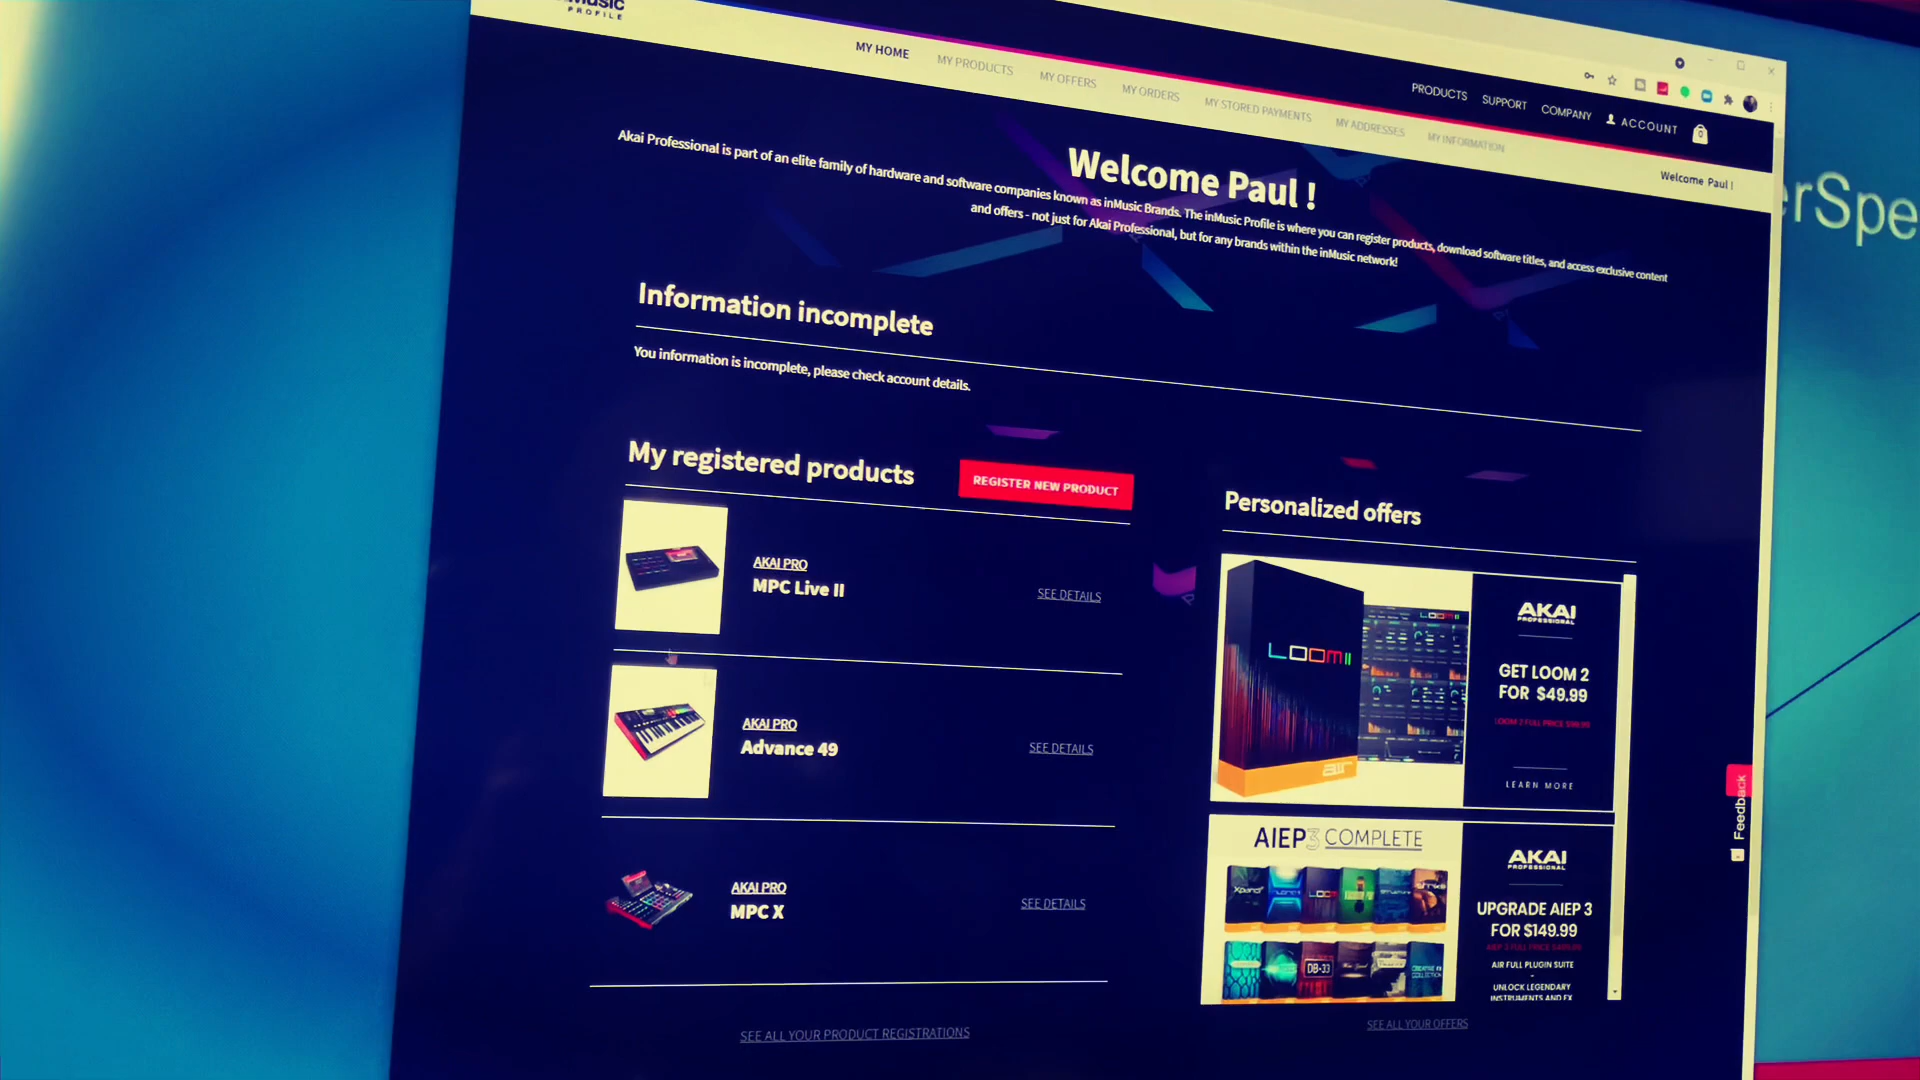 inMusic
PROFILE
PRODUCTS
SUPPORT
COMPANY
ACCOUNT
0
MY HOME
MY PRODUCTS
MY OFFERS
MY ORDERS
MY STORED PAYMENTS
MY ADDRESSES
MY INFORMATION
Welcome Paul !
Welcome Paul !
Akai Professional is part of an elite family of hardware and software companies known as inMusic Brands. The inMusic Profile is where you can register products, download software titles, and access exclusive content
and offers - not just for Akai Professional, but for any brands within the inMusic network!
erSpe
Information incomplete
You information is incomplete, please check account details.
My registered products
REGISTER NEW PRODUCT
AKAI PRO
MPC Live II
SEE DETAILS
AKAI PRO
Advance 49
SEE DETAILS
AKAI PRO
MPC X
SEE DETAILS
SEE ALL YOUR PRODUCT REGISTRATIONS
Personalized offers
LOOM II
LOOM II
air
AKAI
PROFESSIONAL
GET LOOM 2
FOR $49.99
LOOM 2 FULL PRICE $99.99
LEARN MORE
AIEP3 COMPLETE
Xpand!
LOOM
Strike
DB-33
AKAI
PROFESSIONAL
UPGRADE AIEP 3
FOR $149.99
AIR FULL PLUGIN SUITE
-
UNLOCK LEGENDARY
INSTRUMENTS AND FX
SEE ALL YOUR OFFERS
Feedback